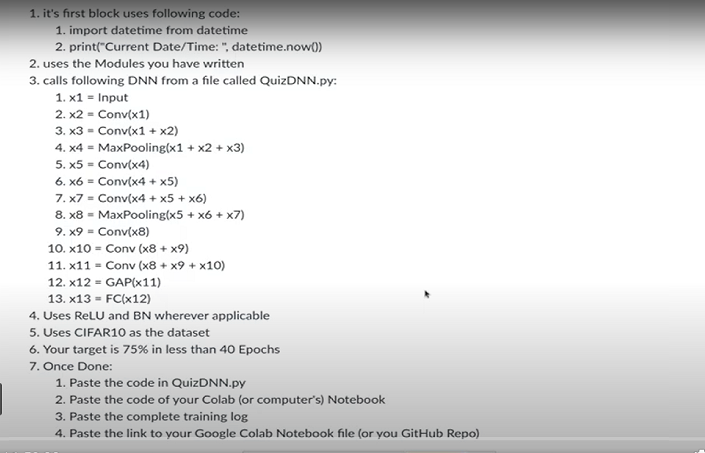 1. it's first block uses following code:
1. import datetime from datetime
2. print("Current Date/Time: ", datetime.now())
2. uses the Modules you have written
3. calls following DNN from a file called QuizDNN.py:
1. x1 = Input
2. x2 = Conv(x1)
3. x3 = Conv(x1 + x2)
4. x4 = MaxPooling(x1 + x2 + x3)
5. x5 = Conv(x4)
6. x6 = Conv(x4 + x5)
7. x7 = Conv(x4 + x5 + x6)
8. x8 = MaxPooling(x5 + x6 + x7)
9. x9 = Conv(x8)
10. x10 = Conv (x8 + x9)
11. x11 = Conv (x8 + x9 + x10)
12. x12 = GAP(x11)
13. x13 = FC(x12)
4. Uses ReLU and BN wherever applicable
5. Uses CIFAR10 as the dataset
6. Your target is 75% in less than 40 Epochs
7. Once Done:
1. Paste the code in QuizDNN.py
2. Paste the code of your Colab (or computer's) Notebook
3. Paste the complete training log
4. Paste the link to your Google Colab Notebook file (or you GitHub Repo)